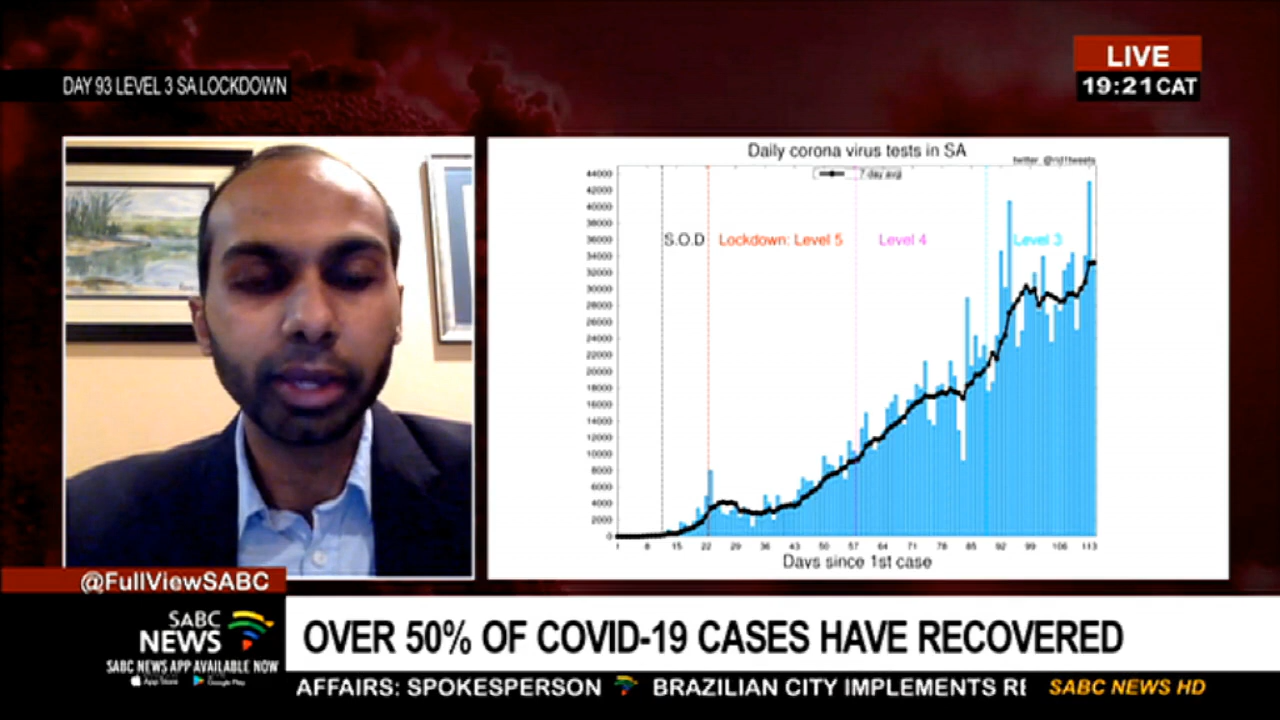 DAY 93 LEVEL 3 SA LOCKDOWN
LIVE
19:21 CAT
Daily corona virus tests in SA
twitter: @rid1tweets
7 day avg
44000
42000
40000
38000
36000
34000
32000
30000
28000
26000
24000
22000
20000
18000
16000
14000
12000
10000
8000
6000
4000
2000
0
S.O.D Lockdown: Level 5 Level 4 Level 3
1 8 15 22 29 36 43 50 57 64 71 78 85 92 99 106 113
Days since 1st case
@FullViewSABC
SABC
NEWS
SABC NEWS APP AVAILABLE NOW
App Store Google Play
OVER 50% OF COVID-19 CASES HAVE RECOVERED
AFFAIRS: SPOKESPERSON BRAZILIAN CITY IMPLEMENTS RE
SABC NEWS HD